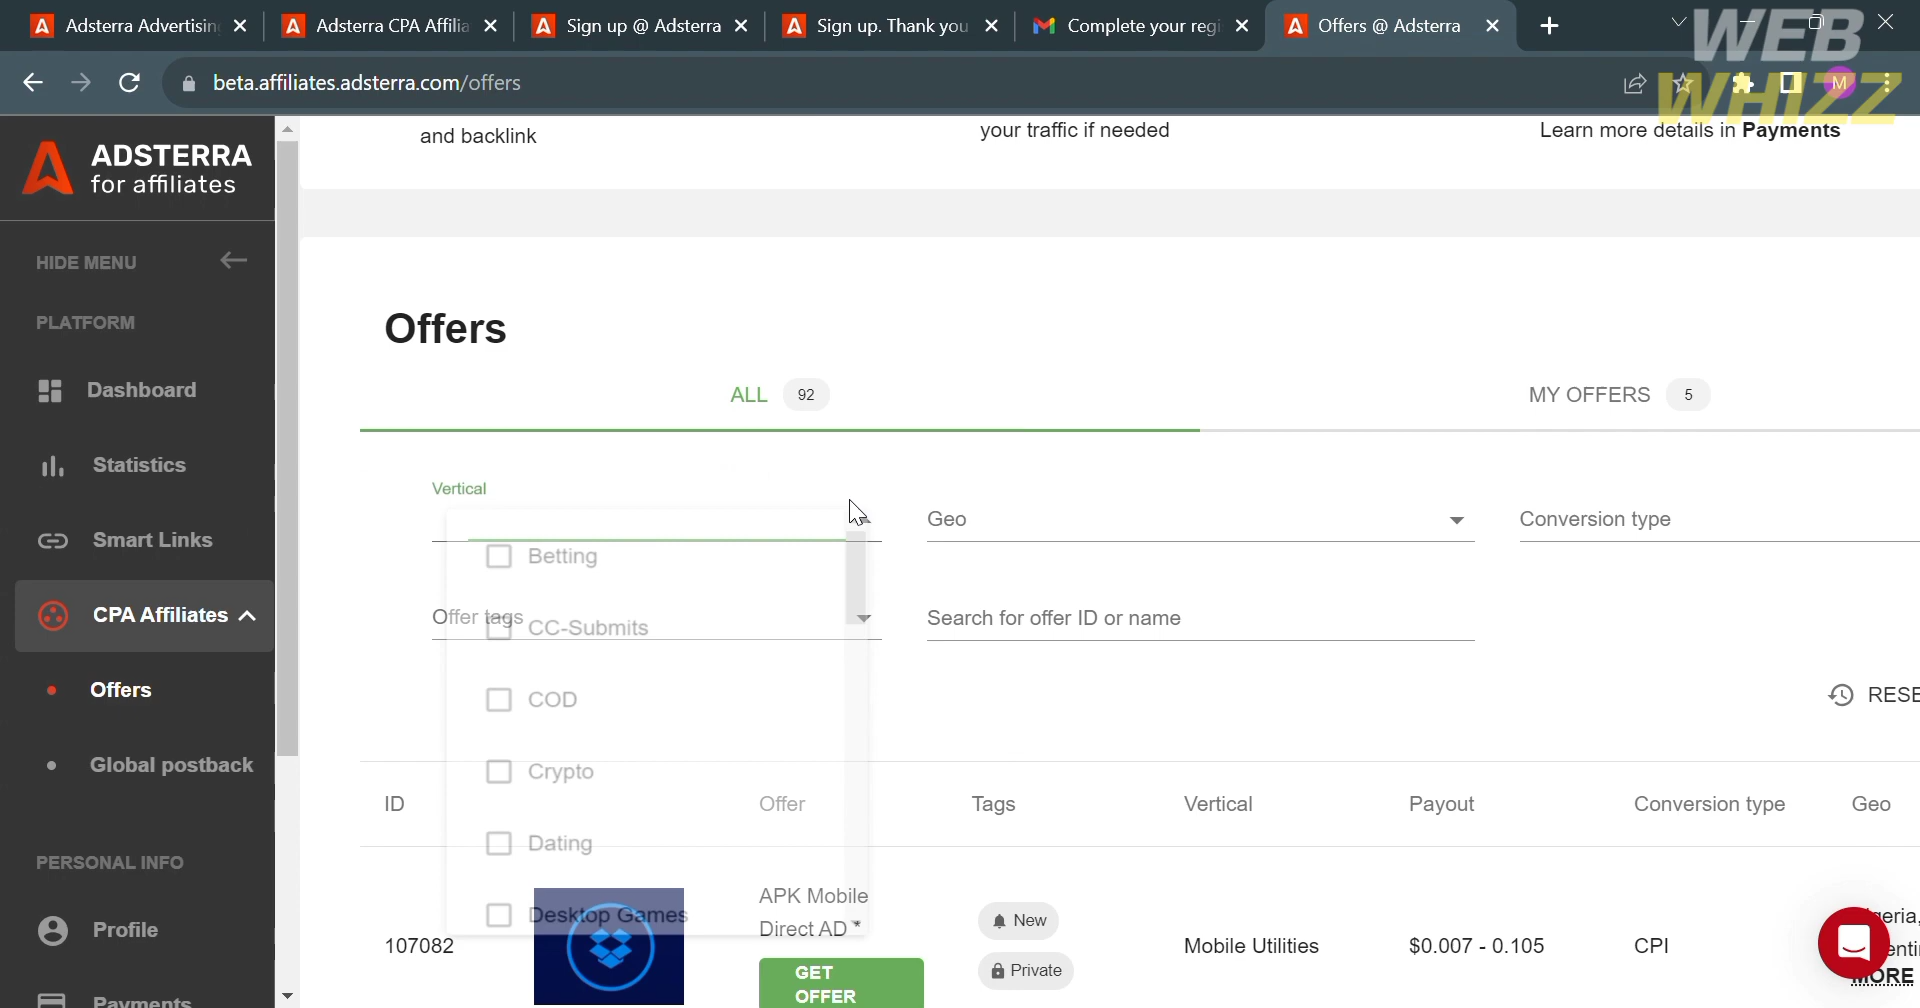 Adsterra Advertisin
Adsterra CPA Affilia
Sign up @ Adsterra
Sign up. Thank you
Complete your regi
Offers @ Adsterra
WEB
WHIZZ
beta.affiliates.adsterra.com/offers
M
ADSTERRA
for affiliates
HIDE MENU
PLATFORM
Dashboard
Statistics
Smart Links
CPA Affiliates
Offers
Global postback
PERSONAL INFO
Profile
Payments
and backlink
your traffic if needed
Learn more details in Payments
Offers
ALL 92
MY OFFERS 5
Vertical
Geo
Conversion type
Betting
Offer tags
Search for offer ID or name
CC-Submits
COD
RESE
Crypto
ID
Offer
Tags
Vertical
Payout
Conversion type
Geo
Dating
Desktop Games
107082
APK Mobile
Direct AD *
GET
OFFER
New
Private
Mobile Utilities
$0.007 - 0.105
CPI
geria,
enti
MORE